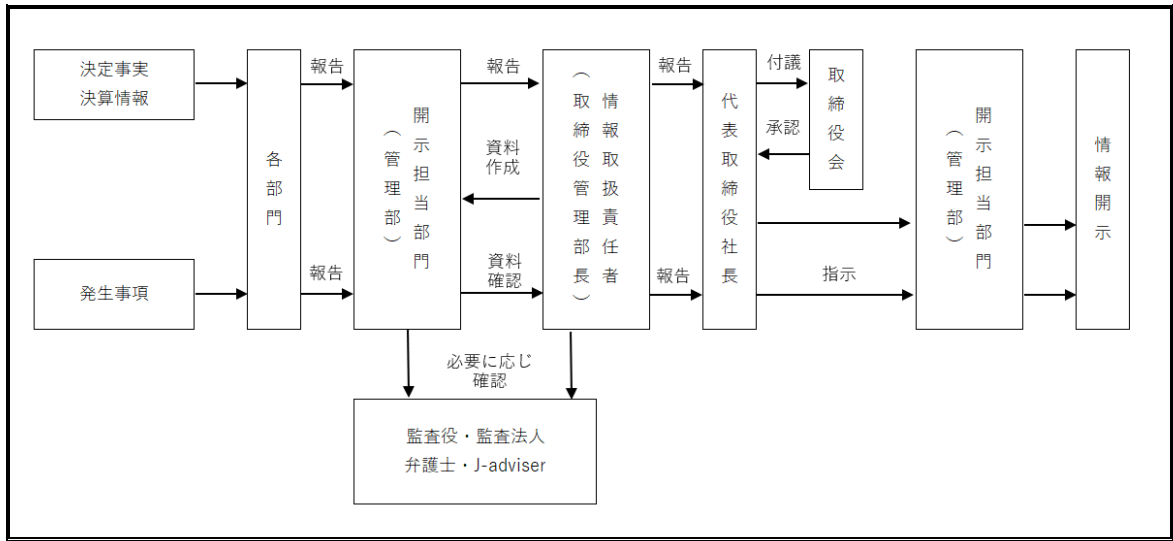 決定事実
決算情報
発生事項
各部門
報告
報告
開示担当部門
（管理部）
報告
資料
作成
資料
確認
情報取扱責任者
（取締役管理部長）
報告
報告
代表取締役社長
付議
承認
取締役会
指示
開示担当部門
（管理部）
情報開示
必要に応じ
確認
監査役・監査法人
弁護士・J-adviser